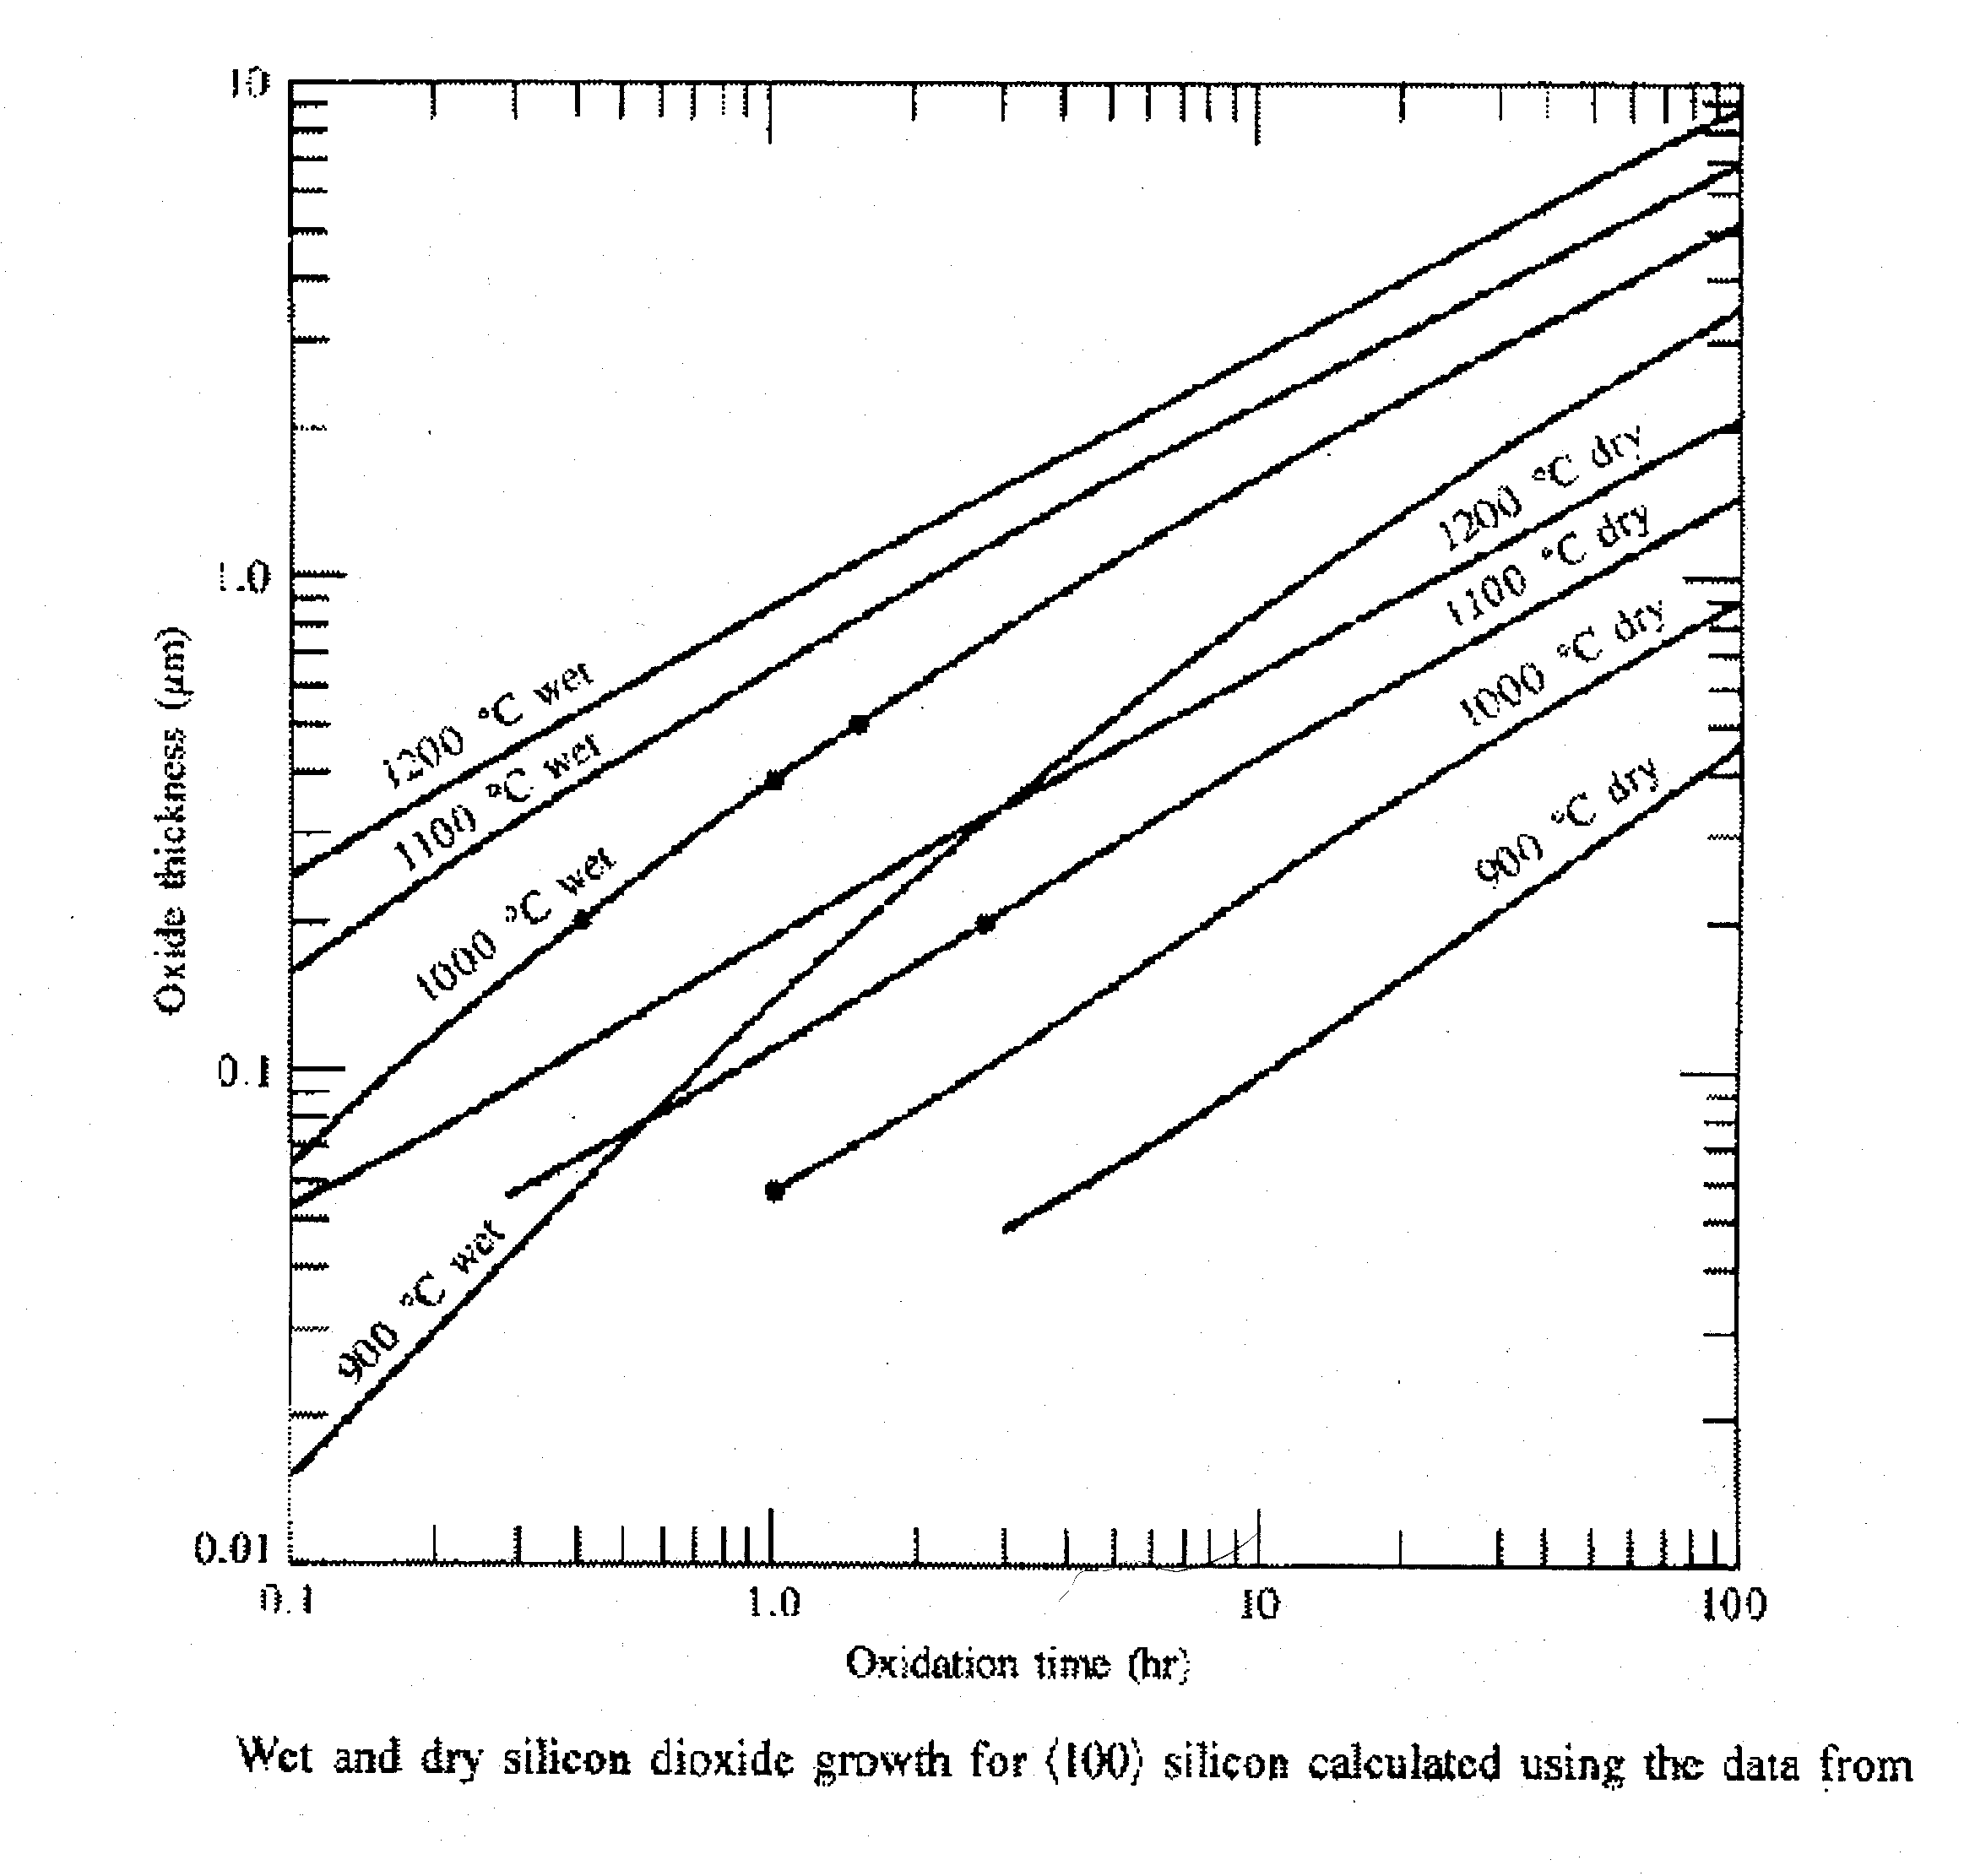 10
1.0
0.1
0.01
Oxide thickness (μm)
1200 °C wet
1100 °C wet
1000 °C wet
900 °C wet
1200 °C dry
1100 °C dry
1000 °C dry
900 °C dry
0.1 1.0 10 100
Oxidation time (hr)
Wet and dry silicon dioxide growth for ⟨100⟩ silicon calculated using the data from